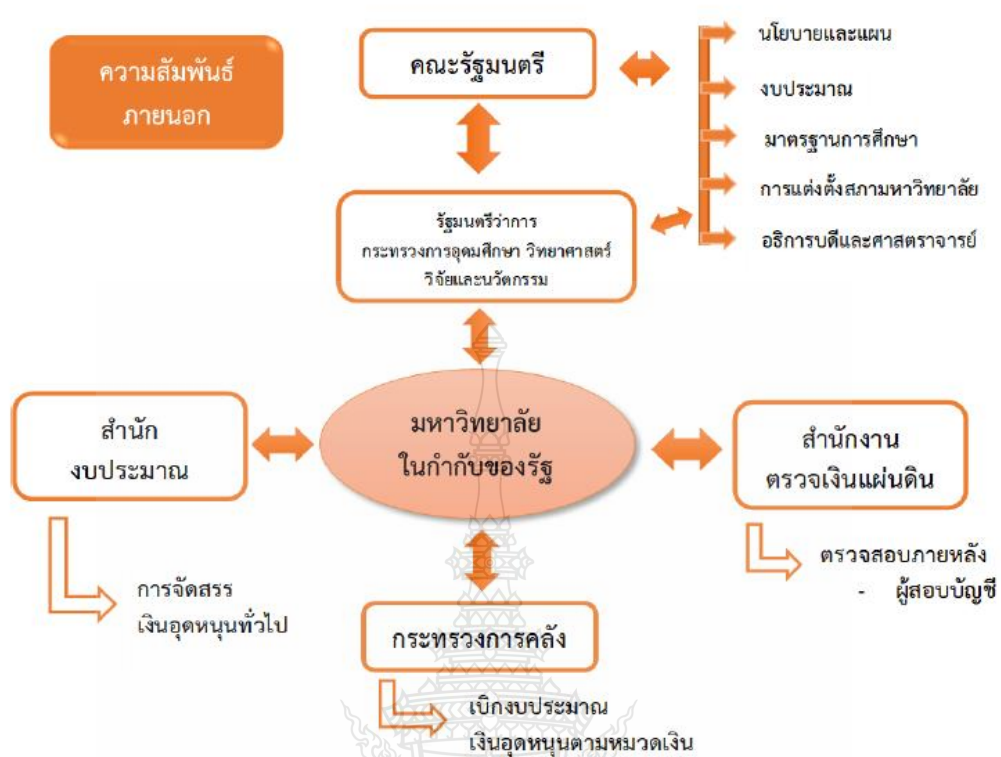 ความสัมพันธ์
ภายนอก
คณะรัฐมนตรี
นโยบายและแผน
งบประมาณ
มาตรฐานการศึกษา
การแต่งตั้งสภามหาวิทยาลัย
อธิการบดีและศาสตราจารย์
รัฐมนตรีว่าการ
กระทรวงการอุดมศึกษา วิทยาศาสตร์
วิจัยและนวัตกรรม
มหาวิทยาลัย
ในกำกับของรัฐ
สำนัก
งบประมาณ
การจัดสรร
เงินอุดหนุนทั่วไป
สำนักงาน
ตรวจเงินแผ่นดิน
ตรวจสอบภายหลัง
- ผู้สอบบัญชี
กระทรวงการคลัง
เบิกงบประมาณ
เงินอุดหนุนตามหมวดเงิน